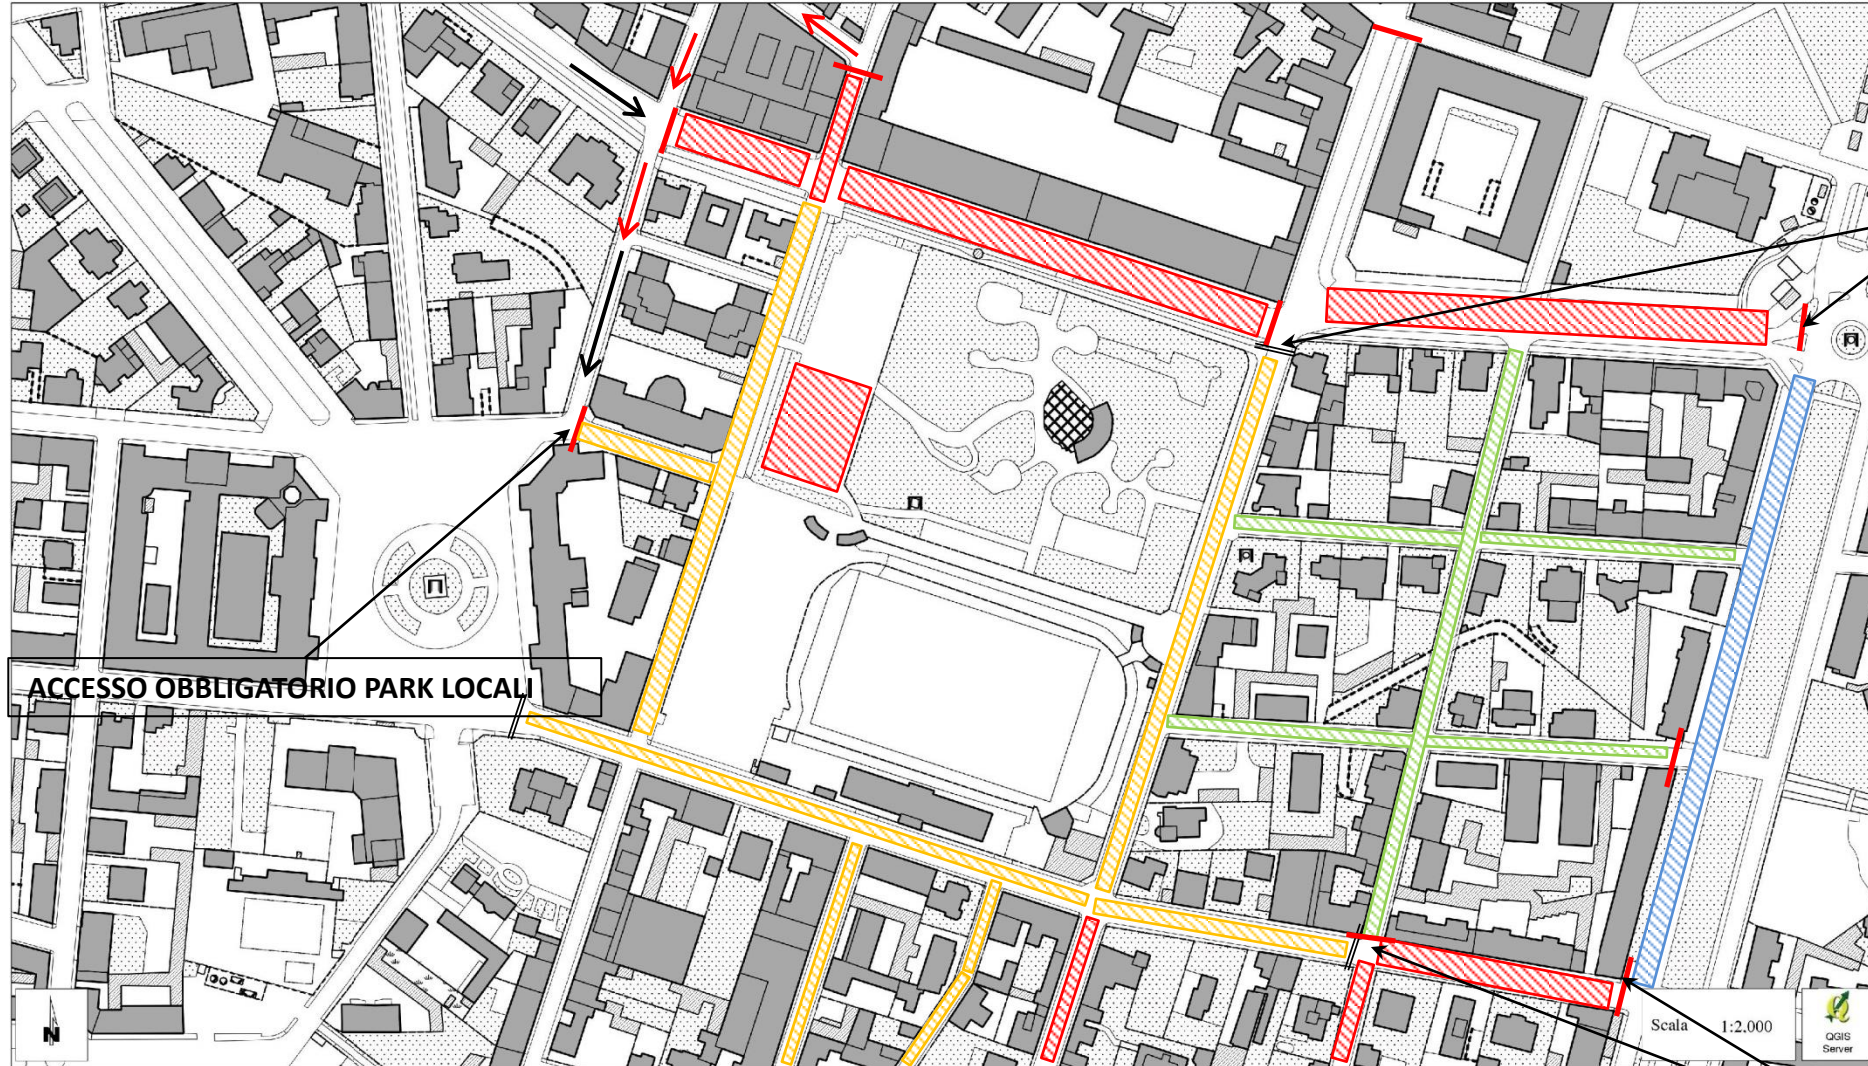 ACCESSO OBBLIGATORIO PARK LOCALI
N
Scala 1:2.000
QGIS
Server